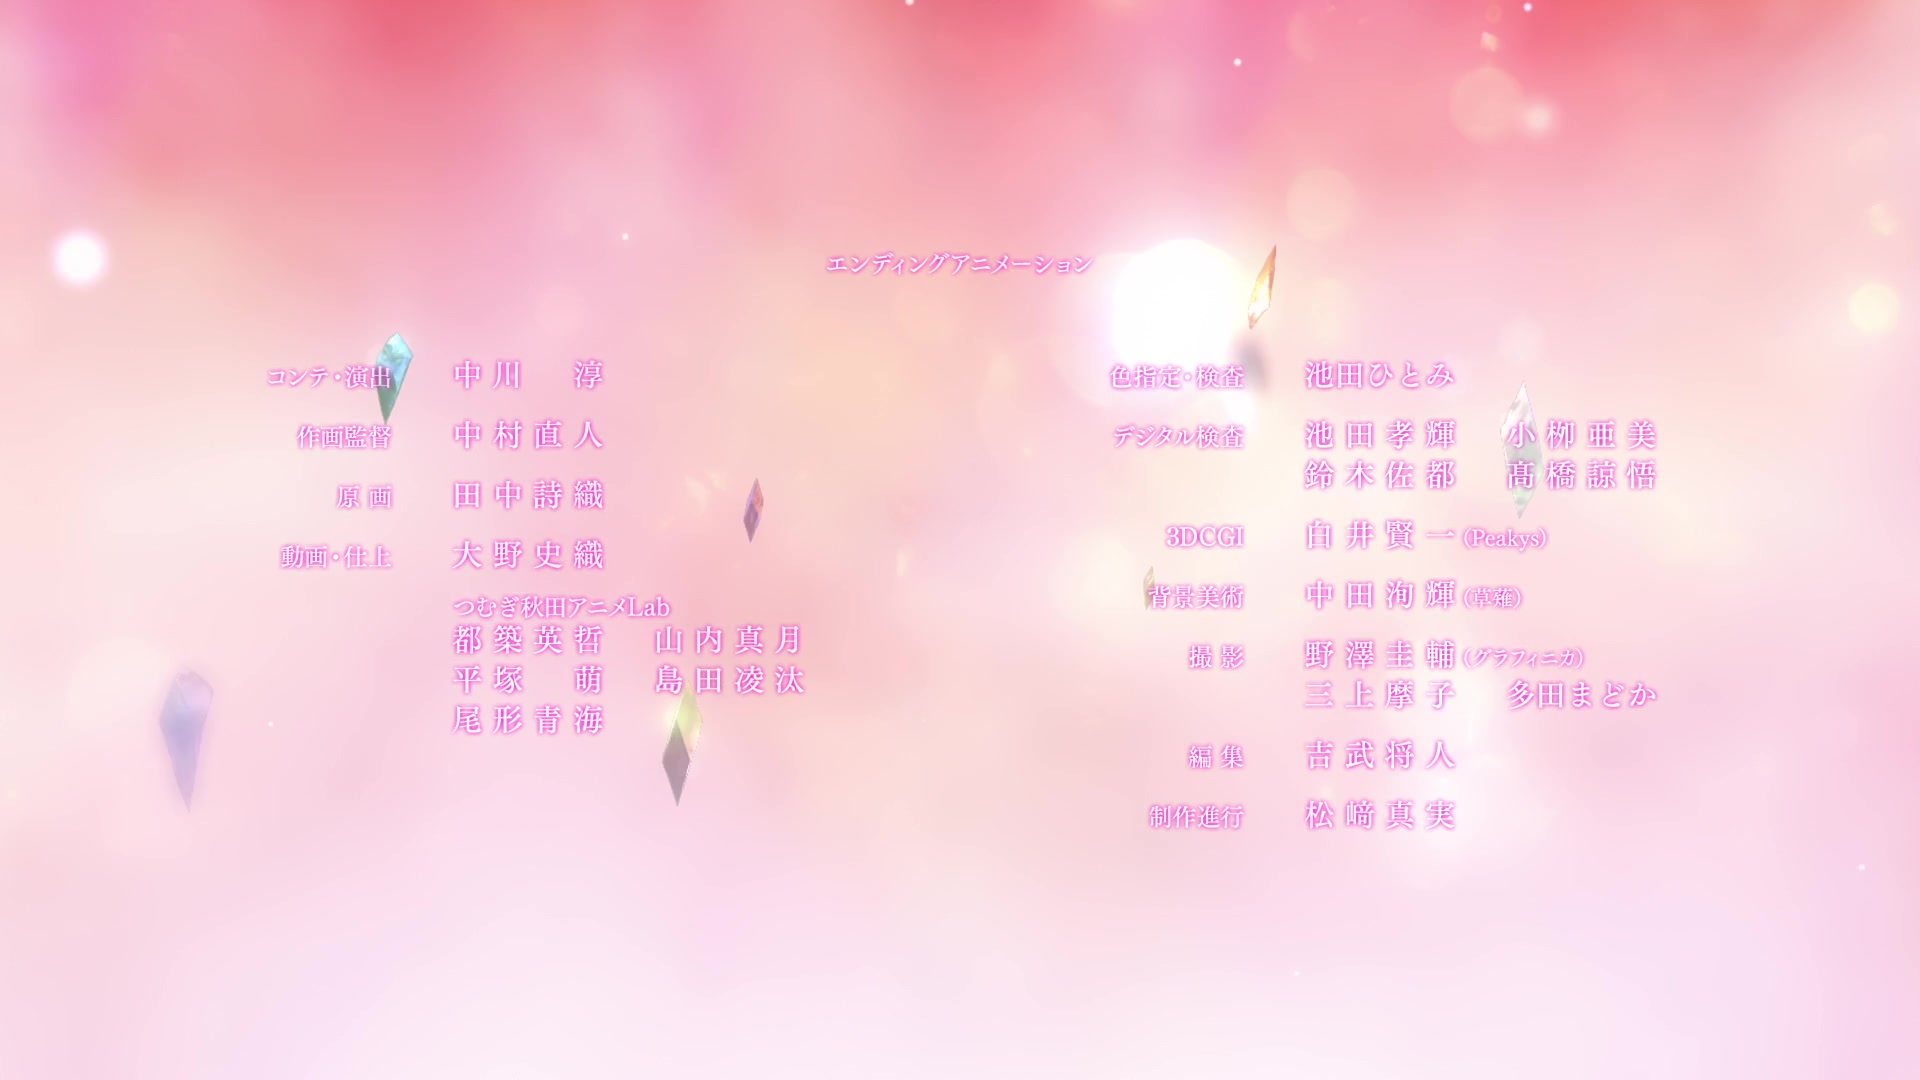 エンディングアニメーション
コンテ・演出 中川 淳
作画監督 中村直人
原画 田中詩織
動画・仕上 大野史織
つむぎ秋田アニメLab
都築英哲 山内真月
平塚 萌 島田凌汰
尾形青海
色指定・検査 池田ひとみ
デジタル検査 池田孝輝 小栁亜美
鈴木佐都 髙橋諒悟
3DCGI 白井賢一(Peakys)
背景美術 中田洵輝(草薙)
撮影 野澤圭輔(グラフィニカ)
三上摩子 多田まどか
編集 吉武将人
制作進行 松﨑真実